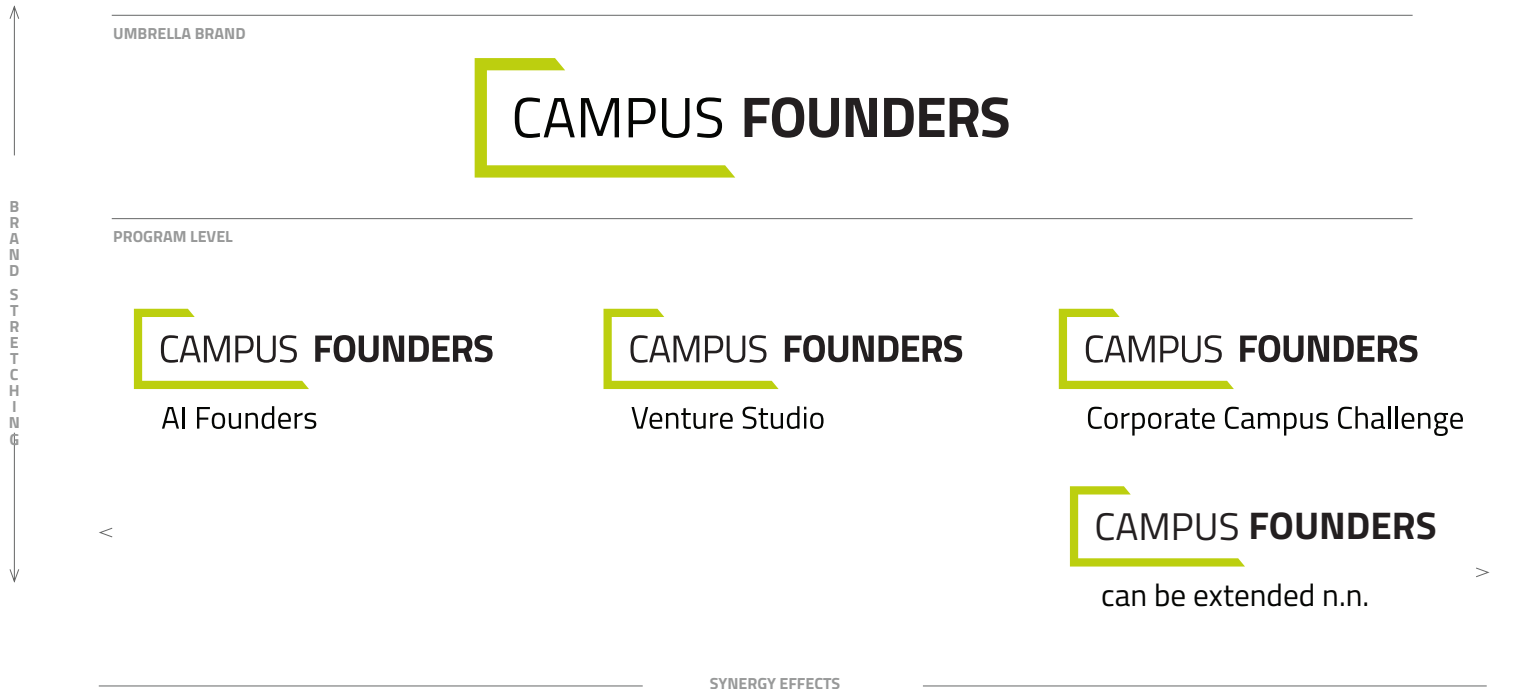 UMBRELLA BRAND
CAMPUS FOUNDERS
BRAND STRETCHING
PROGRAM LEVEL
CAMPUS FOUNDERS
AI Founders
CAMPUS FOUNDERS
Venture Studio
CAMPUS FOUNDERS
Corporate Campus Challenge
CAMPUS FOUNDERS
can be extended n.n.
SYNERGY EFFECTS